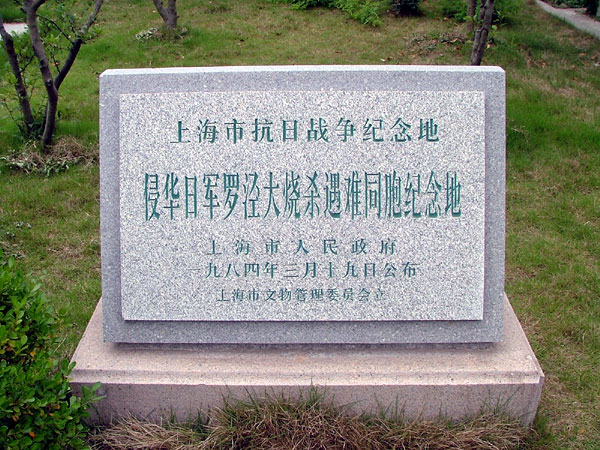 上海市抗日战争纪念地
侵华日军罗泾大烧杀遇难同胞纪念地
上海市人民政府
一九八四年三月十九日公布
上海市文物管理委员会立